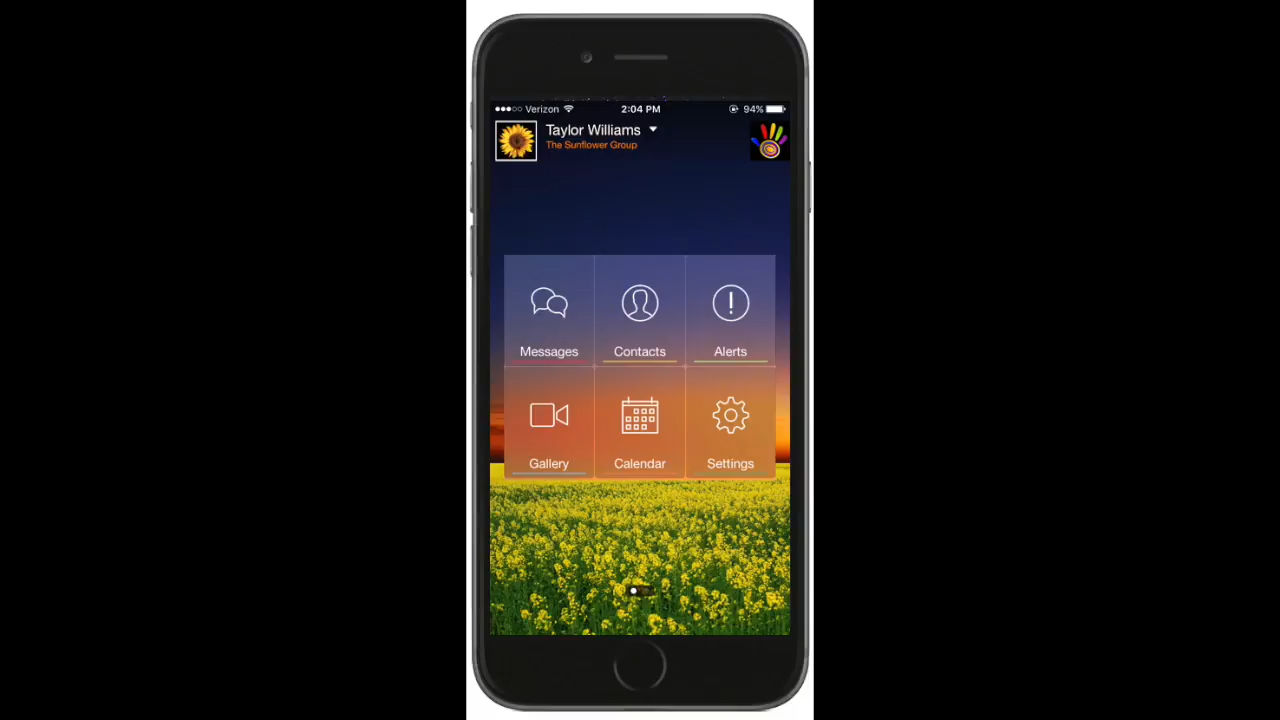 Verizon 2:04 PM 94%
Taylor Williams
The Sunflower Group
Messages Contacts Alerts
Gallery Calendar Settings